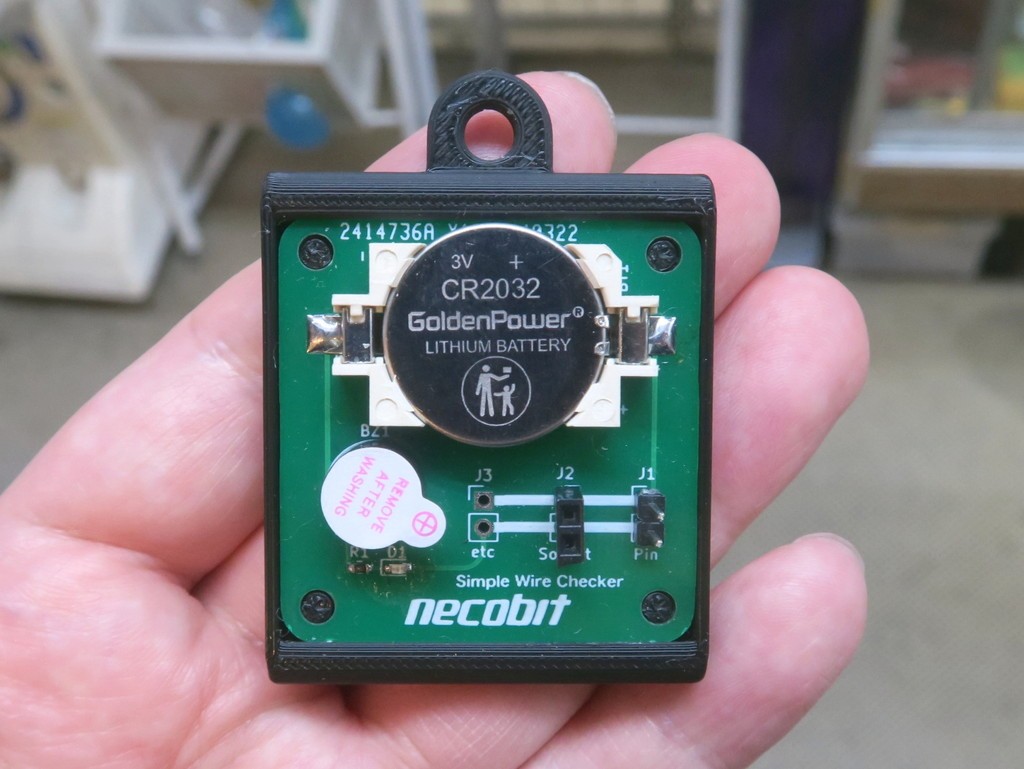 2414736A
0322
3V +
CR2032
GoldenPower®
LITHIUM BATTERY
+
BZ1
REMOVE
AFTER
WASHING
J3 J2 J1
etc Pin
R1 D1
Simple Wire Checker
necobit